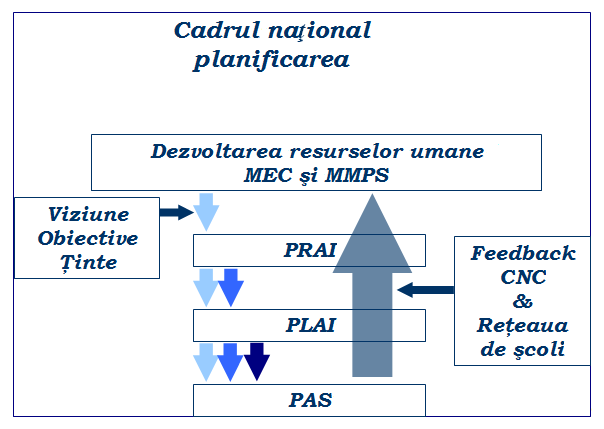 Cadrul naţional
planificarea
Dezvoltarea resurselor umane
MEC şi MMPS
Viziune
Obiective
Ţinte
PRAI
Feedback
CNC
&
Reţeaua
de şcoli
PLAI
PAS